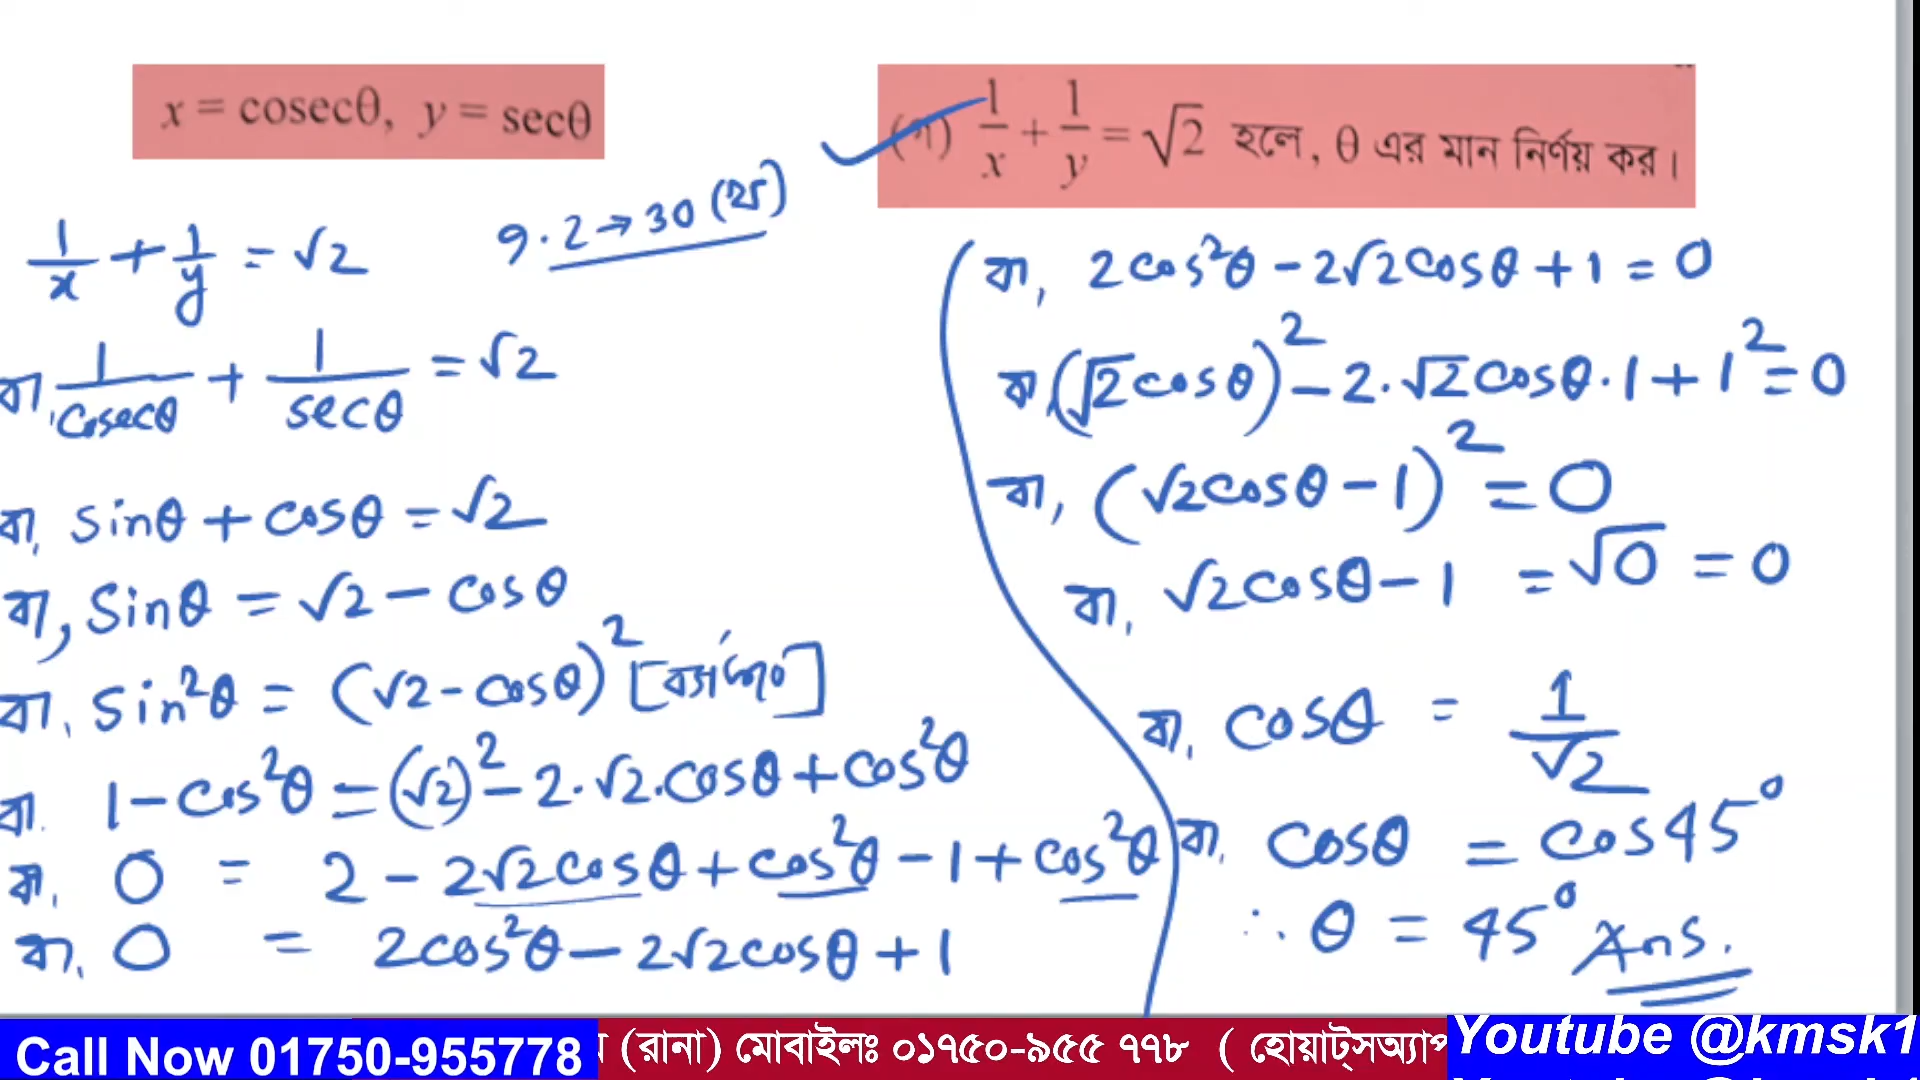 x = cosecθ, y = secθ
(গ) 1/x + 1/y = √2 হলে, θ এর মান নির্ণয় কর।
9.2→30 (খ)
1/x + 1/y = √2
বা, 1/cosecθ + 1/secθ = √2
বা, sinθ + cosθ = √2
বা, sinθ = √2 - cosθ
বা, sin²θ = (√2 - cosθ)² [বর্গ করে]
বা, 1 - cos²θ = (√2)² - 2·√2·cosθ + cos²θ
বা, 0 = 2 - 2√2cosθ + cos²θ - 1 + cos²θ
বা, 0 = 2cos²θ - 2√2cosθ + 1
বা, 2cos²θ - 2√2cosθ + 1 = 0
বা, (√2cosθ)² - 2·√2cosθ·1 + 1² = 0
বা, (√2cosθ - 1)² = 0
বা, √2cosθ - 1 = √0 = 0
বা, cosθ = 1/√2
বা, cosθ = cos45°
∴ θ = 45° Ans.
Call Now 01750-955778
(রানা) মোবাইলঃ ০১৭৫০-৯৫৫ ৭৭৮ ( হোয়াট্সঅ্যাপ
Youtube @kmsk1